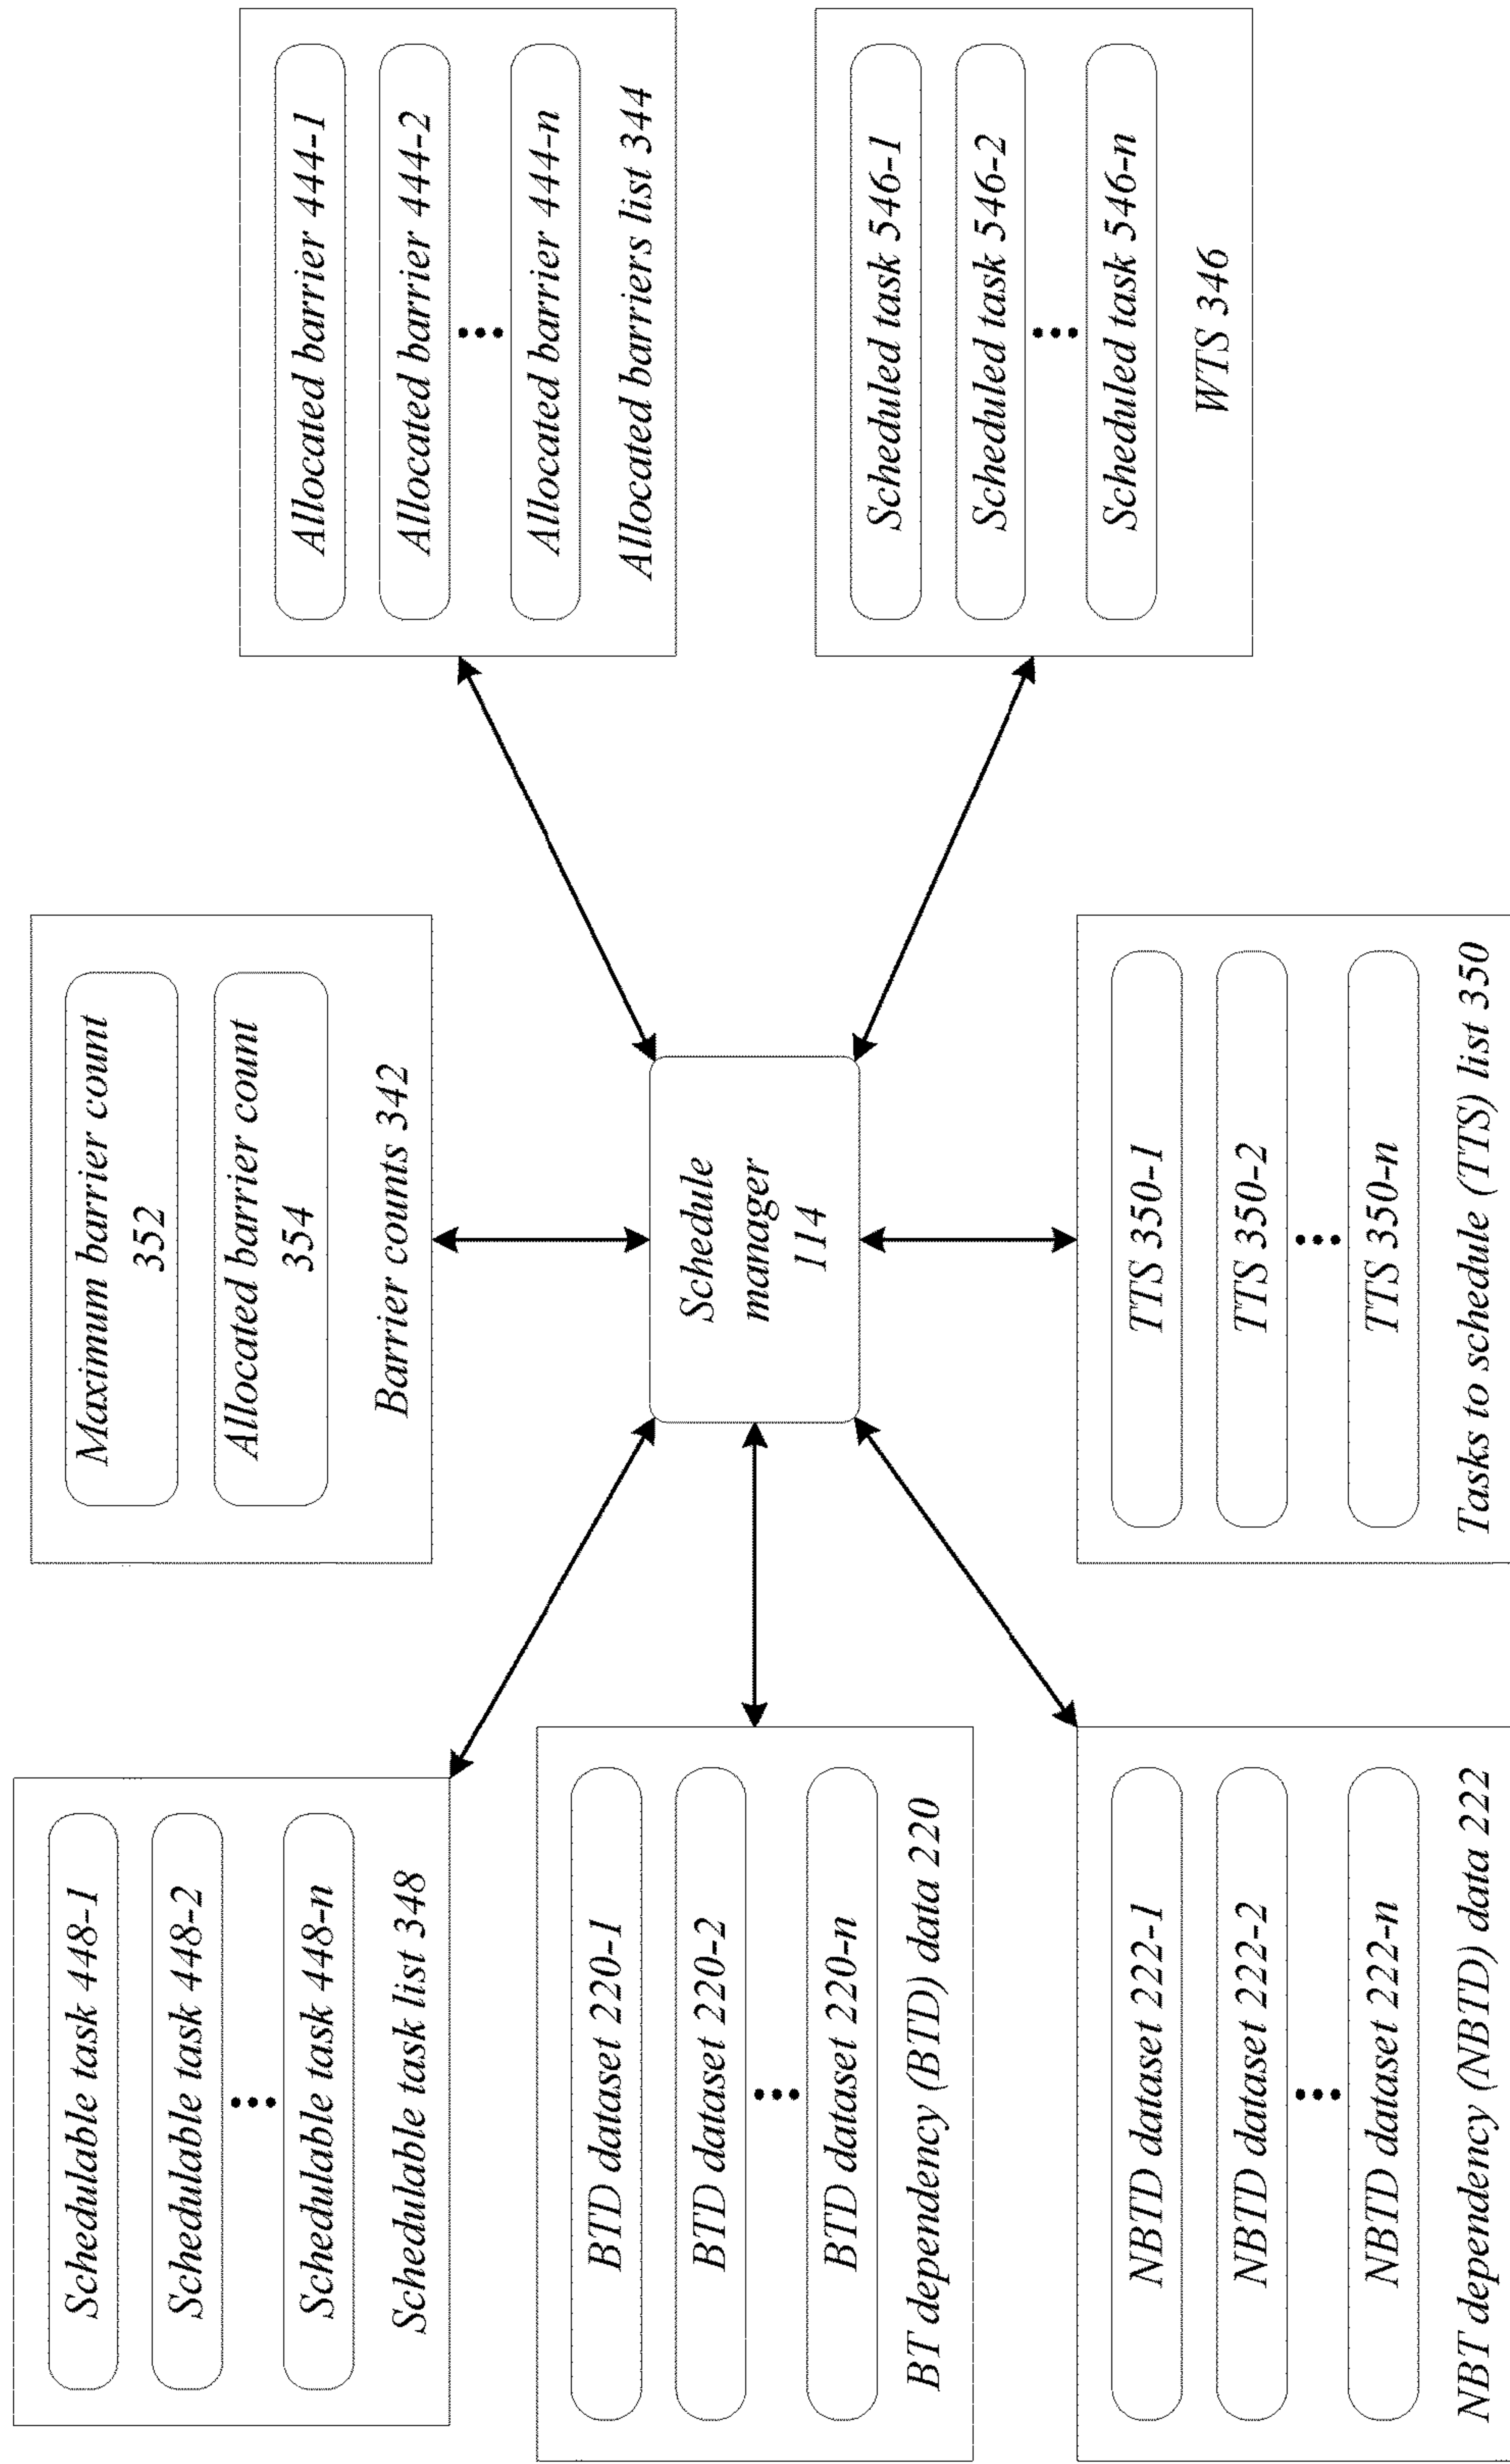 Schedulable task 448-1
Schedulable task 448-2
Schedulable task 448-n
Schedulable task list 348
Maximum barrier count
352
Allocated barrier count
354
Barrier counts 342
Allocated barrier 444-1
Allocated barrier 444-2
Allocated barrier 444-n
Allocated barriers list 344
BTD dataset 220-1
BTD dataset 220-2
BTD dataset 220-n
BT dependency (BTD) data 220
Schedule
manager
114
Scheduled task 546-1
Scheduled task 546-2
Scheduled task 546-n
WTS 346
NBTD dataset 222-1
NBTD dataset 222-2
NBTD dataset 222-n
NBT dependency (NBTD) data 222
TTS 350-1
TTS 350-2
TTS 350-n
Tasks to schedule (TTS) list 350